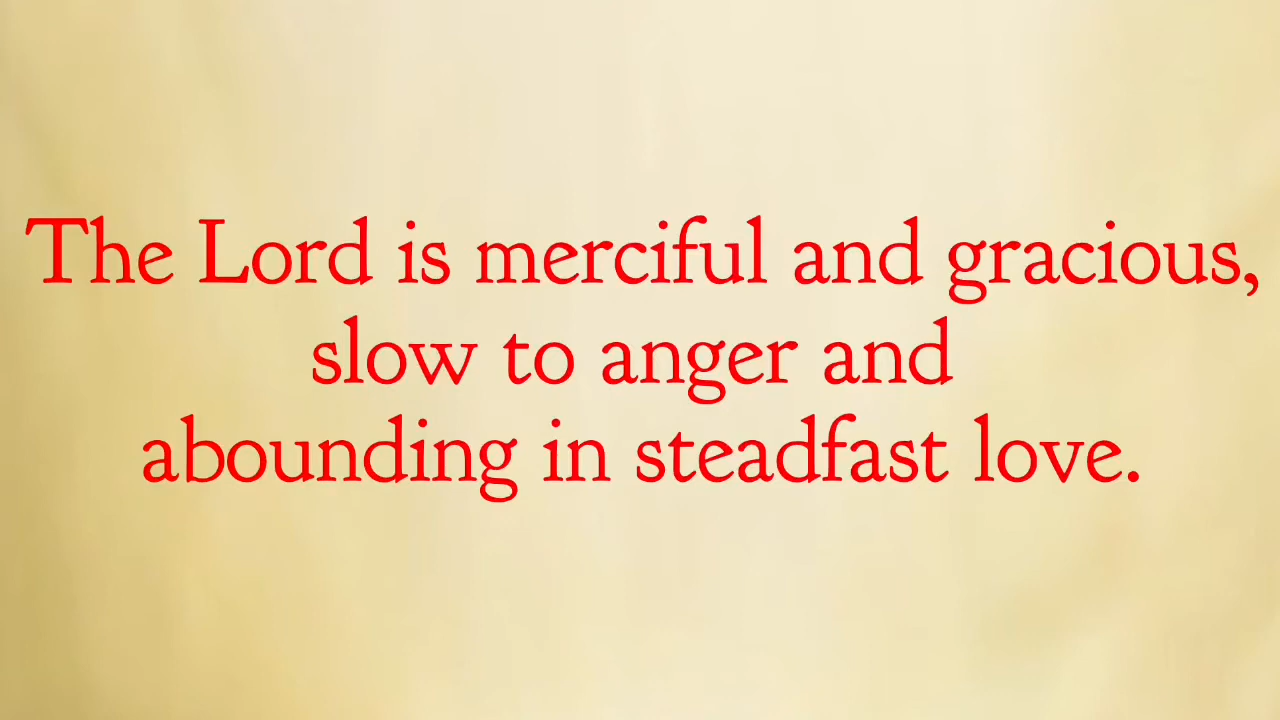 The Lord is merciful and gracious,
slow to anger and
abounding in steadfast love.